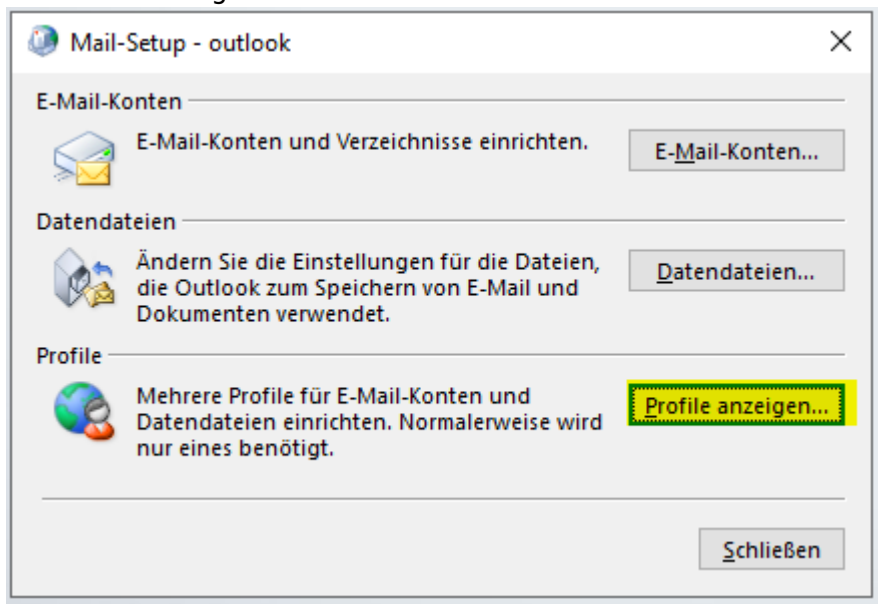 Mail-Setup - outlook
E-Mail-Konten
E-Mail-Konten und Verzeichnisse einrichten.
E-Mail-Konten...
Datendateien
Ändern Sie die Einstellungen für die Dateien,
die Outlook zum Speichern von E-Mail und
Dokumenten verwendet.
Datendateien...
Profile
Mehrere Profile für E-Mail-Konten und
Datendateien einrichten. Normalerweise wird
nur eines benötigt.
Profile anzeigen...
Schließen